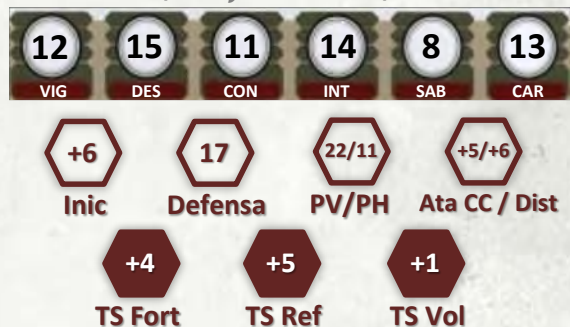 12 15 11 14 8 13
VIG DES CON INT SAB CAR
+6 17 22/11 +5/+6
Inic Defensa PV/PH Ata CC / Dist
+4 +5 +1
TS Fort TS Ref TS Vol